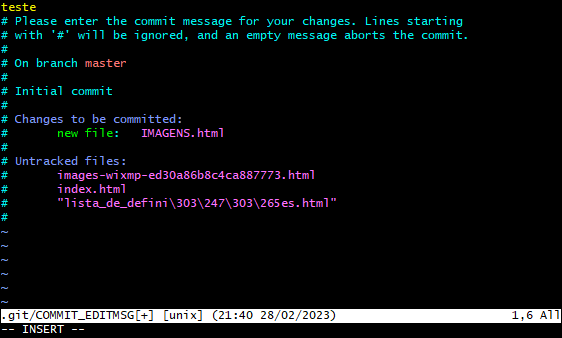 teste
# Please enter the commit message for your changes. Lines starting
# with '#' will be ignored, and an empty message aborts the commit.
#
# On branch master
#
# Initial commit
#
# Changes to be committed:
#       new file:   IMAGENS.html
#
# Untracked files:
#       images-wixmp-ed30a86b8c4ca887773.html
#       index.html
#       "lista_de_defini\303\247\303\265es.html"
#
~
~
~
~
~
~
.git/COMMIT_EDITMSG[+] [unix] (21:40 28/02/2023) 1,6 All
-- INSERT --